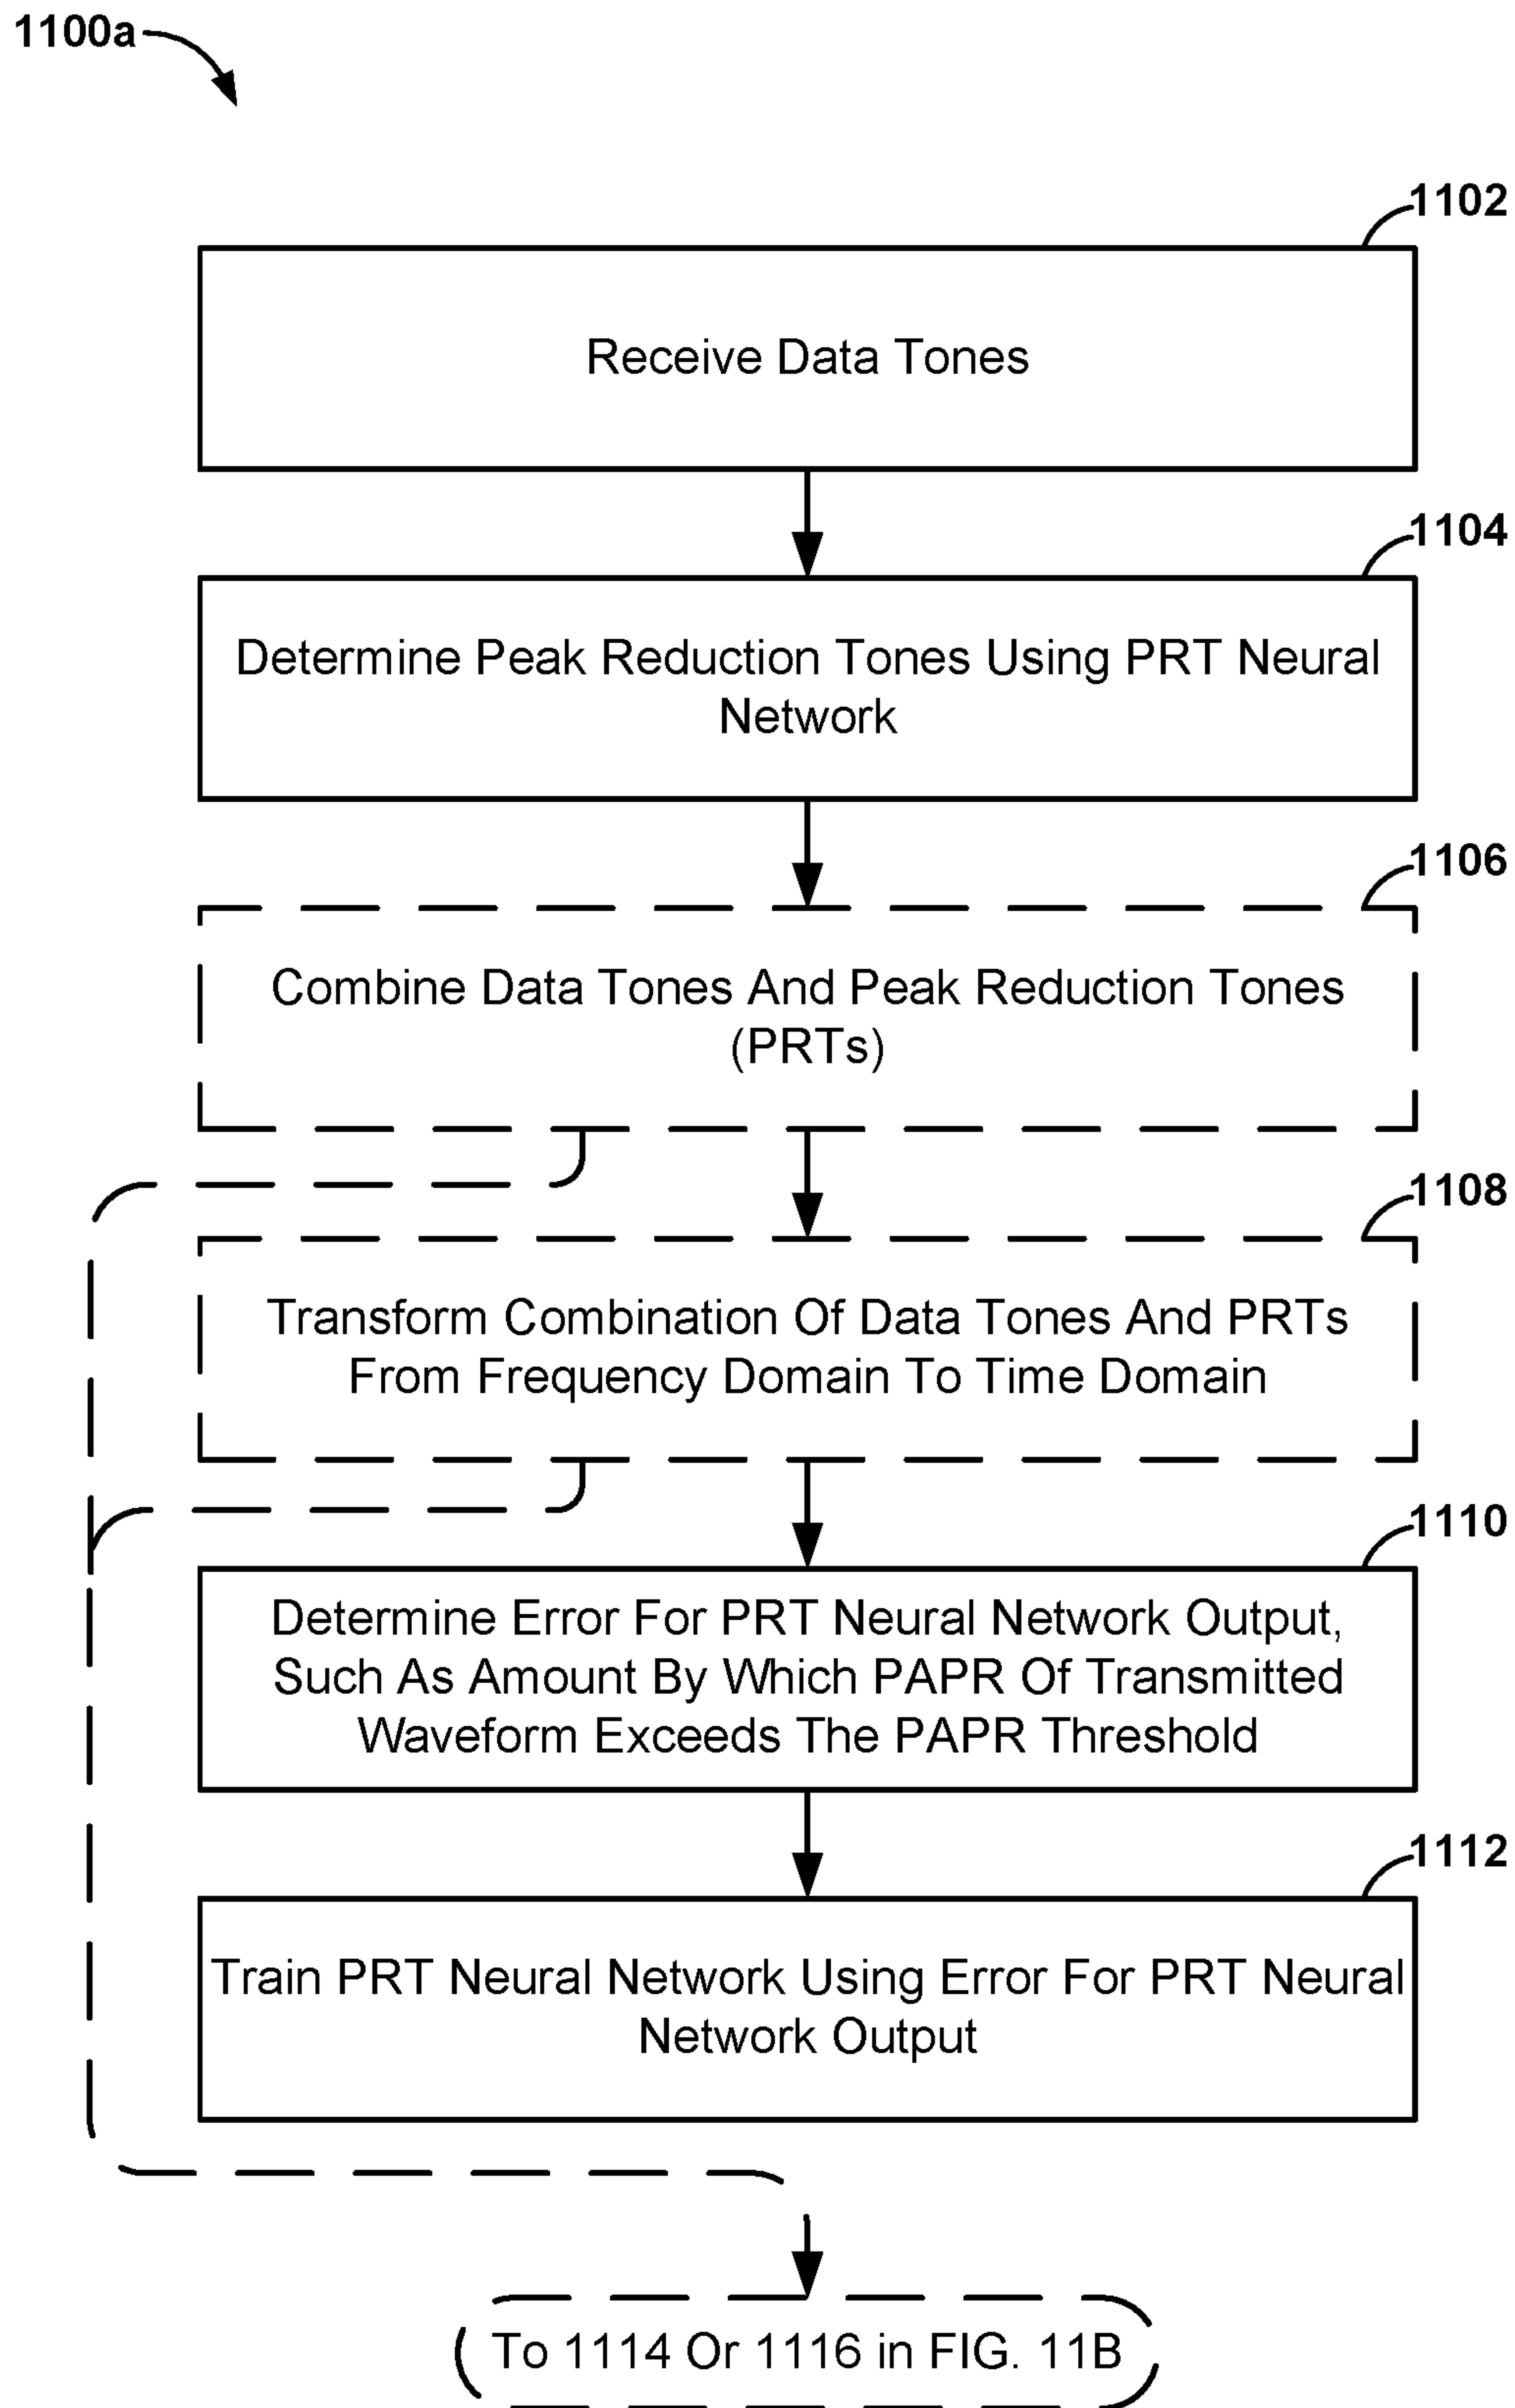 1100a
1102
Receive Data Tones
1104
Determine Peak Reduction Tones Using PRT Neural
Network
1106
Combine Data Tones And Peak Reduction Tones
(PRTs)
1108
Transform Combination Of Data Tones And PRTs
From Frequency Domain To Time Domain
1110
Determine Error For PRT Neural Network Output,
Such As Amount By Which PAPR Of Transmitted
Waveform Exceeds The PAPR Threshold
1112
Train PRT Neural Network Using Error For PRT Neural
Network Output
To 1114 Or 1116 in FIG. 11B